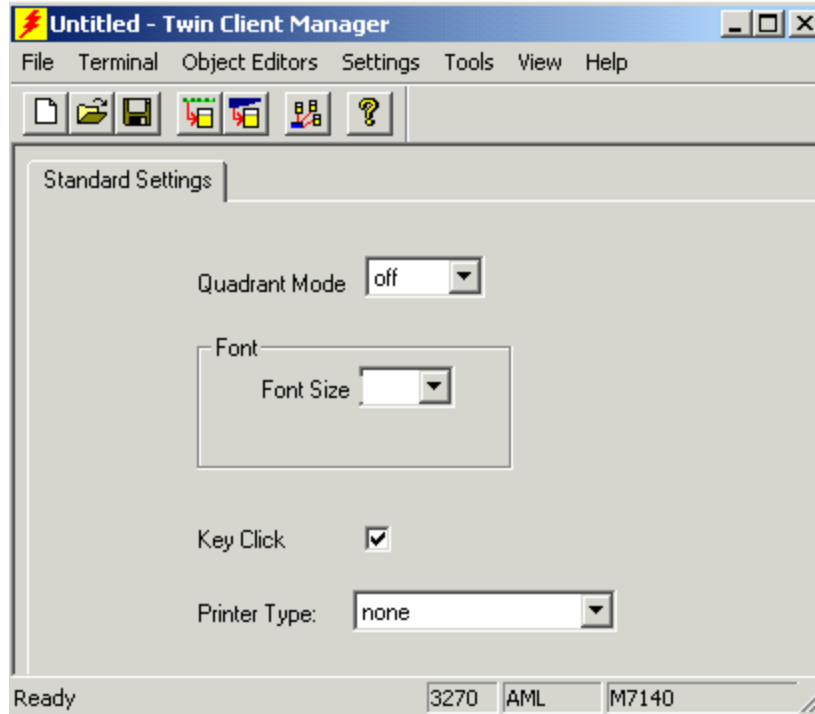 Untitled - Twin Client Manager
File Terminal Object Editors Settings Tools View Help
Standard Settings
Quadrant Mode off
Font
Font Size
Key Click
Printer Type: none
Ready 3270 AML M7140